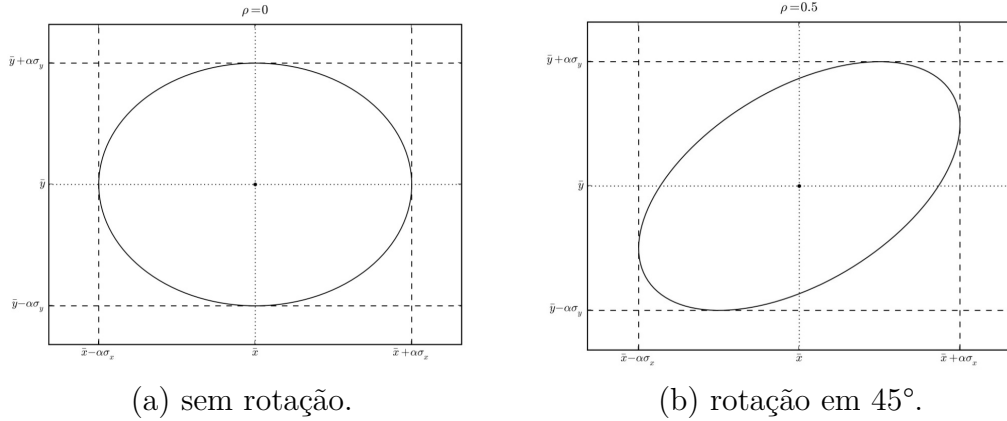 ρ=0
ȳ+ασ_y
ȳ
ȳ−ασ_y
x̄−ασ_x
x̄
x̄+ασ_x
(a) sem rotação.
ρ=0.5
ȳ+ασ_y
ȳ
ȳ−ασ_y
x̄−ασ_x
x̄
x̄+ασ_x
(b) rotação em 45°.